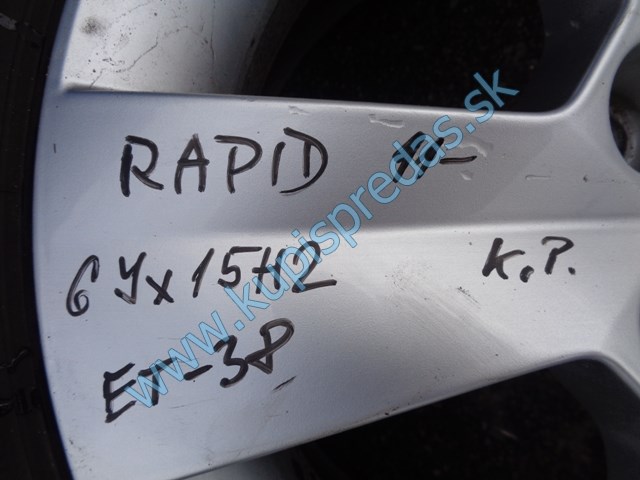 RAPID
6Jx15H2
K.P.
ET-38
www.kupispredas.sk